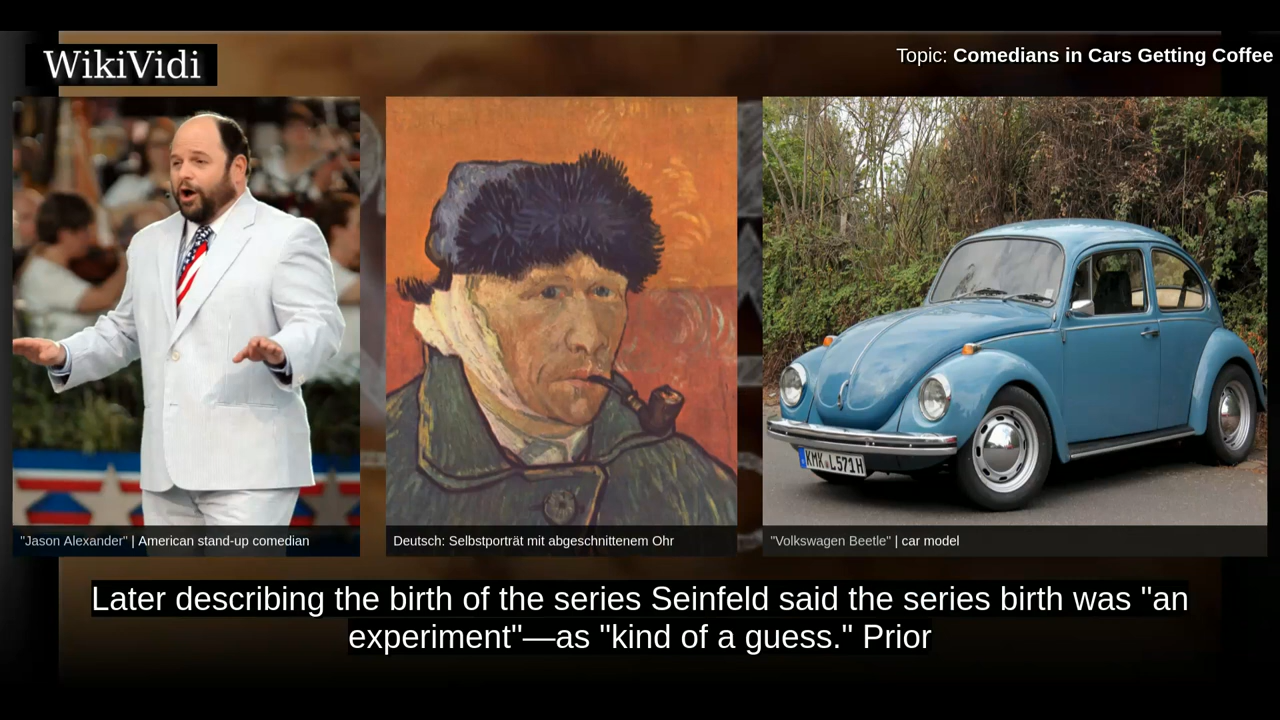 WikiVidi
Topic: Comedians in Cars Getting Coffee
KMK L571H
"Jason Alexander" | American stand-up comedian
Deutsch: Selbstporträt mit abgeschnittenem Ohr
"Volkswagen Beetle" | car model
Later describing the birth of the series Seinfeld said the series birth was "an
experiment"—as "kind of a guess." Prior